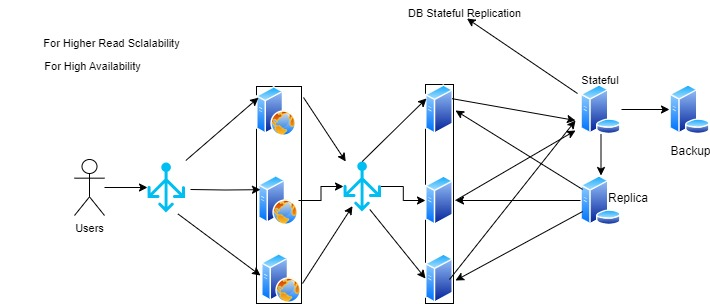 DB Stateful Replication
For Higher Read Sclalability
For High Availability
Stateful
Backup
Replica
Users